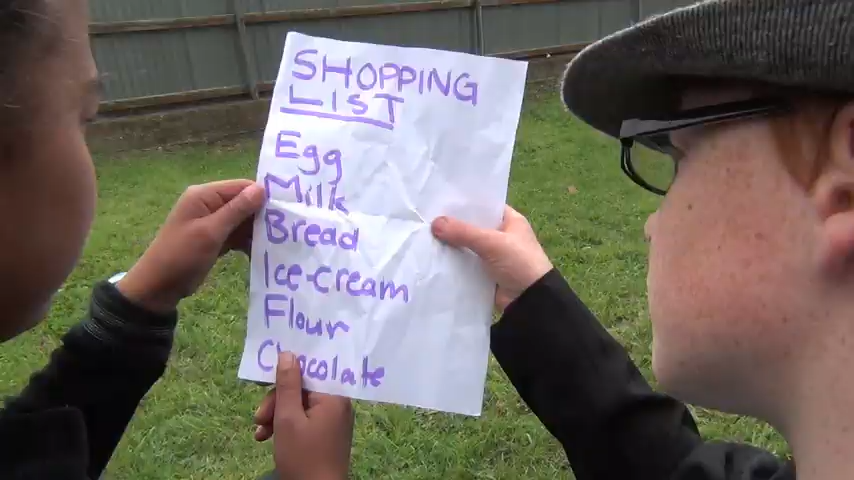 SHOPPING
LIST
Egg
Milk
Bread
Ice-cream
Flour
Chocolate